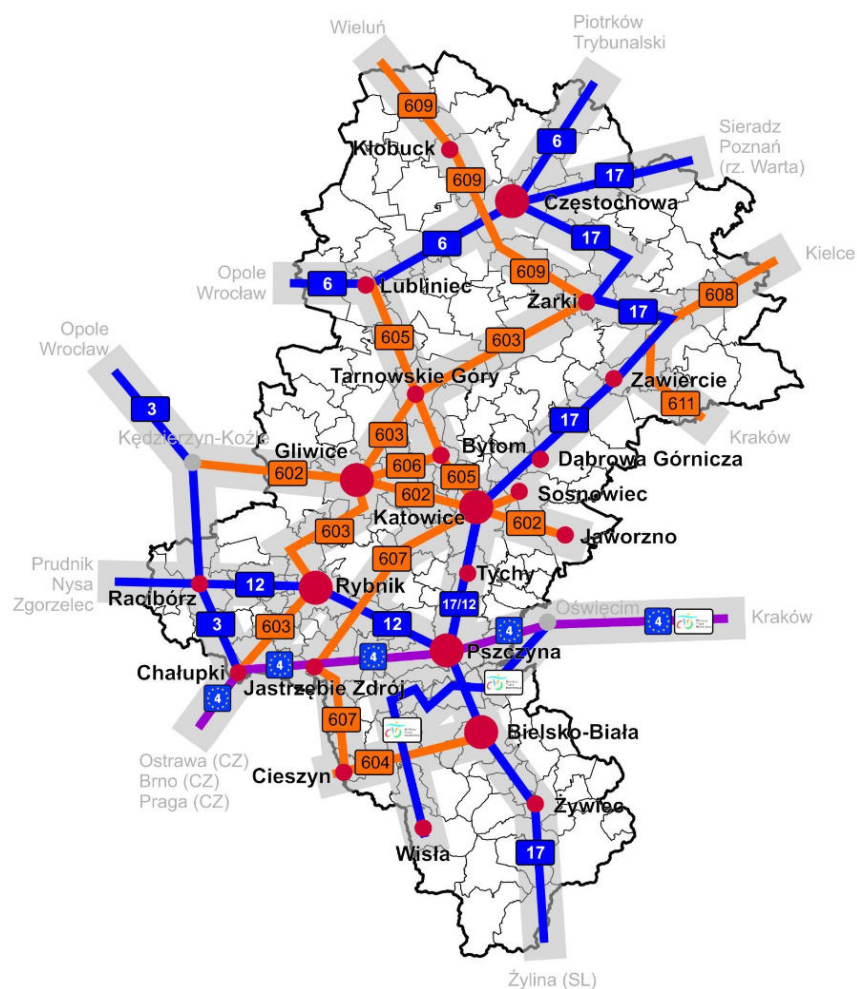 Wieluń
Piotrków
Trybunalski
609
Sieradz
Poznań
(rz. Warta)
6
Kłobuck
17
609
Częstochowa
6
17
Kielce
609
Opole
Wrocław
6
Lubliniec
608
Żarki
17
Opole
Wrocław
605
603
Tarnowskie Góry
Zawiercie
3
611
17
Kędzierzyn-Koźle
603
Kraków
Gliwice
Bytom
606
Dąbrowa Górnicza
602
605
602
Sosnowiec
Katowice
602
603
Jaworzno
607
Prudnik
Nysa
Zgorzelec
Tychy
12
Rybnik
Racibórz
17/12
Oświęcim
3
603
12
4
Kraków
4
Pszczyna
Chałupki
4
4
Jastrzębie Zdrój
4
607
Bielsko-Biała
Ostrawa (CZ)
Brno (CZ)
Praga (CZ)
Cieszyn
604
Żywiec
Wisła
17
Żylina (SL)